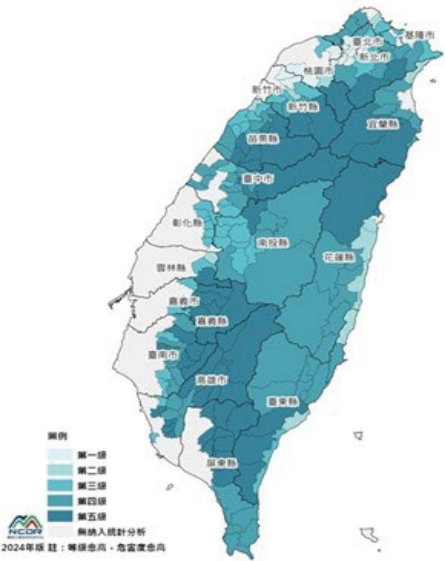 基隆市
臺北市
新北市
桃園市
新竹市
新竹縣
宜蘭縣
苗栗縣
臺中市
彰化縣
南投縣
花蓮縣
雲林縣
嘉義市
嘉義縣
臺南市
高雄市
臺東縣
屏東縣
圖例
第一級
第二級
第三級
第四級
第五級
無納入統計分析
NCDR
2024年版 註：等級愈高，危害度愈高